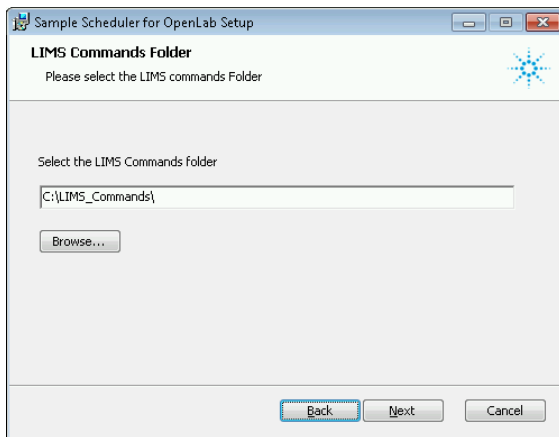 Sample Scheduler for OpenLab Setup
LIMS Commands Folder
Please select the LIMS commands Folder
Select the LIMS Commands folder
C:\LIMS_Commands\
Browse...
Back Next Cancel